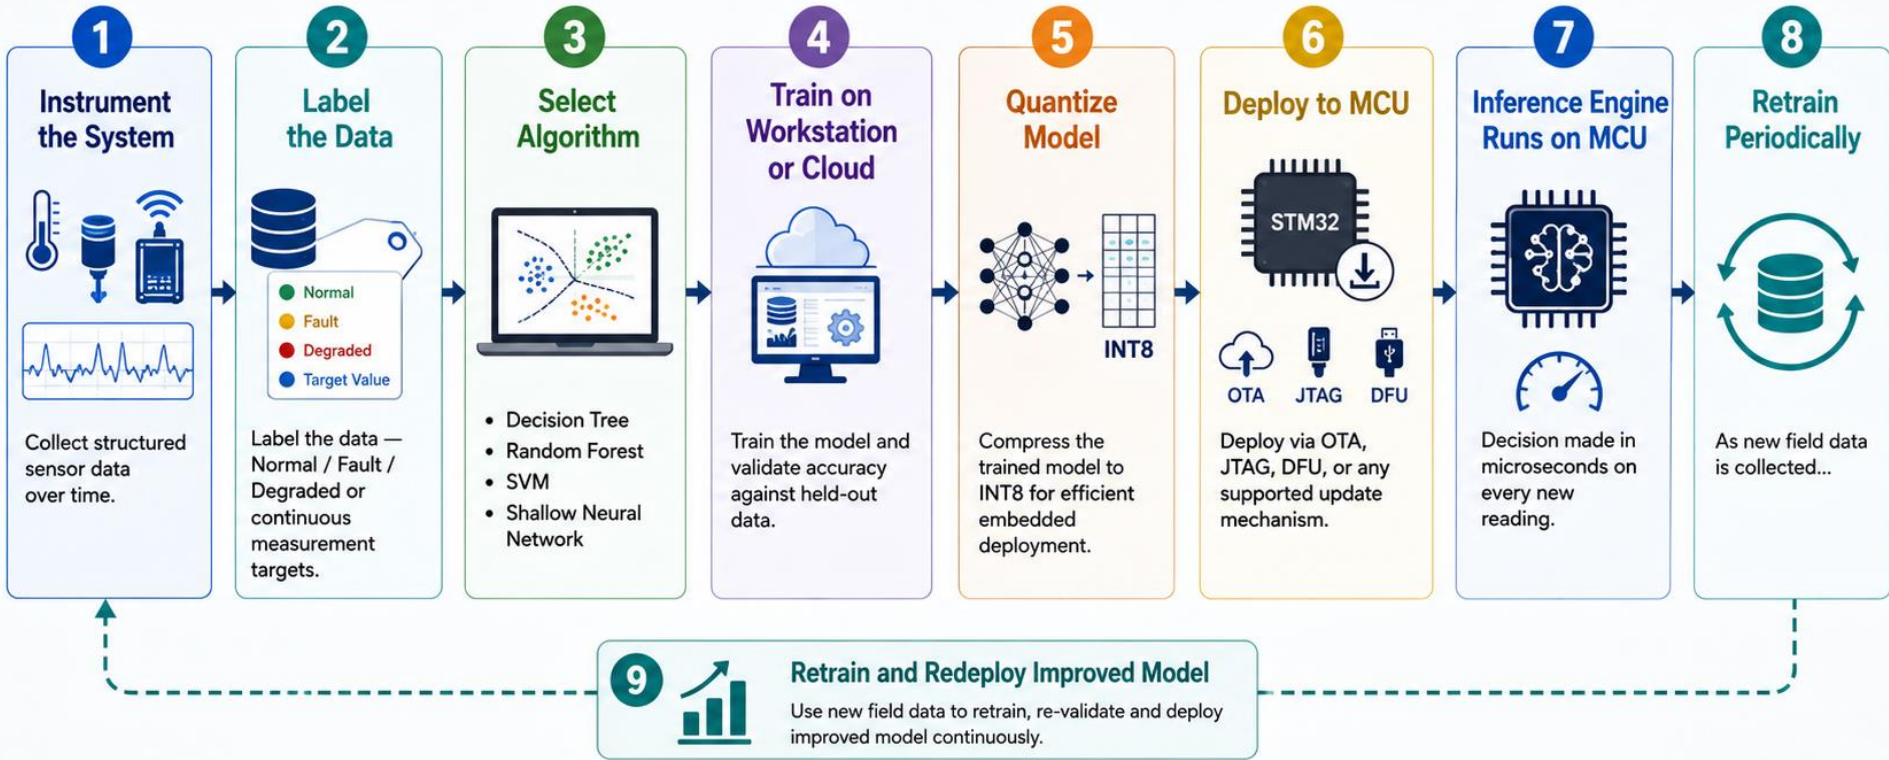 1
Instrument
the System
Collect structured
sensor data
over time.
2
Label
the Data
Normal
Fault
Degraded
Target Value
Label the data —
Normal / Fault /
Degraded or
continuous
measurement
targets.
3
Select
Algorithm
• Decision Tree
• Random Forest
• SVM
• Shallow Neural
Network
4
Train on
Workstation
or Cloud
Train the model and
validate accuracy
against held-out
data.
5
Quantize
Model
INT8
Compress the
trained model to
INT8 for efficient
embedded
deployment.
6
Deploy to MCU
STM32
OTA JTAG DFU
Deploy via OTA,
JTAG, DFU, or any
supported update
mechanism.
7
Inference Engine
Runs on MCU
Decision made in
microseconds on
every new
reading.
8
Retrain
Periodically
As new field data
is collected...
9
Retrain and Redeploy Improved Model
Use new field data to retrain, re-validate and deploy
improved model continuously.